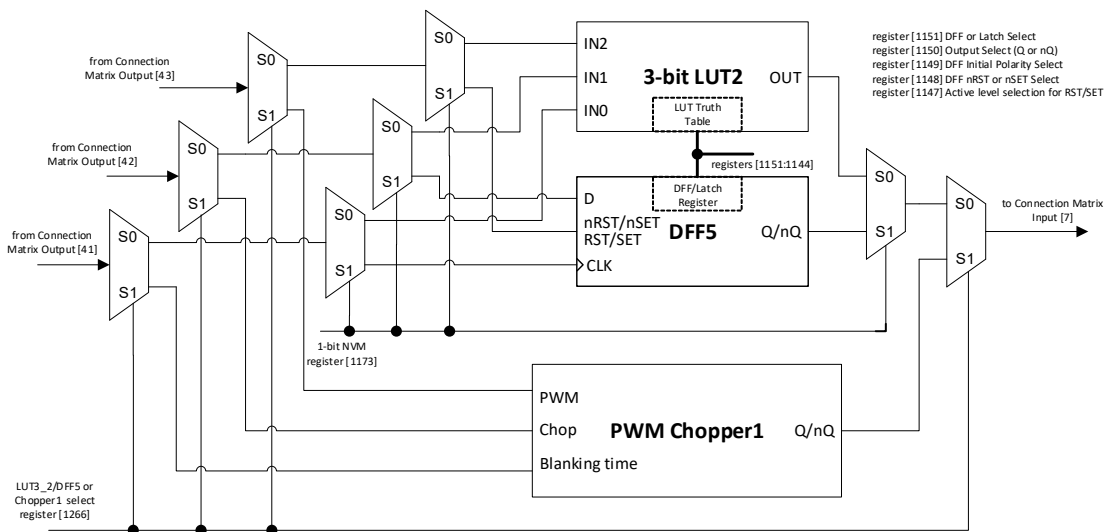 from Connection
Matrix Output [43]
S0
S1
from Connection
Matrix Output [42]
S0
S1
from Connection
Matrix Output [41]
S0
S1
S0
S1
S0
S1
S0
S1
IN2
IN1
IN0
3-bit LUT2
OUT
LUT Truth
Table
registers [1151:1144]
DFF/Latch
Register
D
nRST/nSET
RST/SET
CLK
DFF5
Q/nQ
register [1151] DFF or Latch Select
register [1150] Output Select (Q or nQ)
register [1149] DFF Initial Polarity Select
register [1148] DFF nRST or nSET Select
register [1147] Active level selection for RST/SET
S0
S1
S0
S1
to Connection Matrix
Input [7]
1-bit NVM
register [1173]
PWM
Chop
Blanking time
PWM Chopper1
Q/nQ
LUT3_2/DFF5 or
Chopper1 select
register [1266]